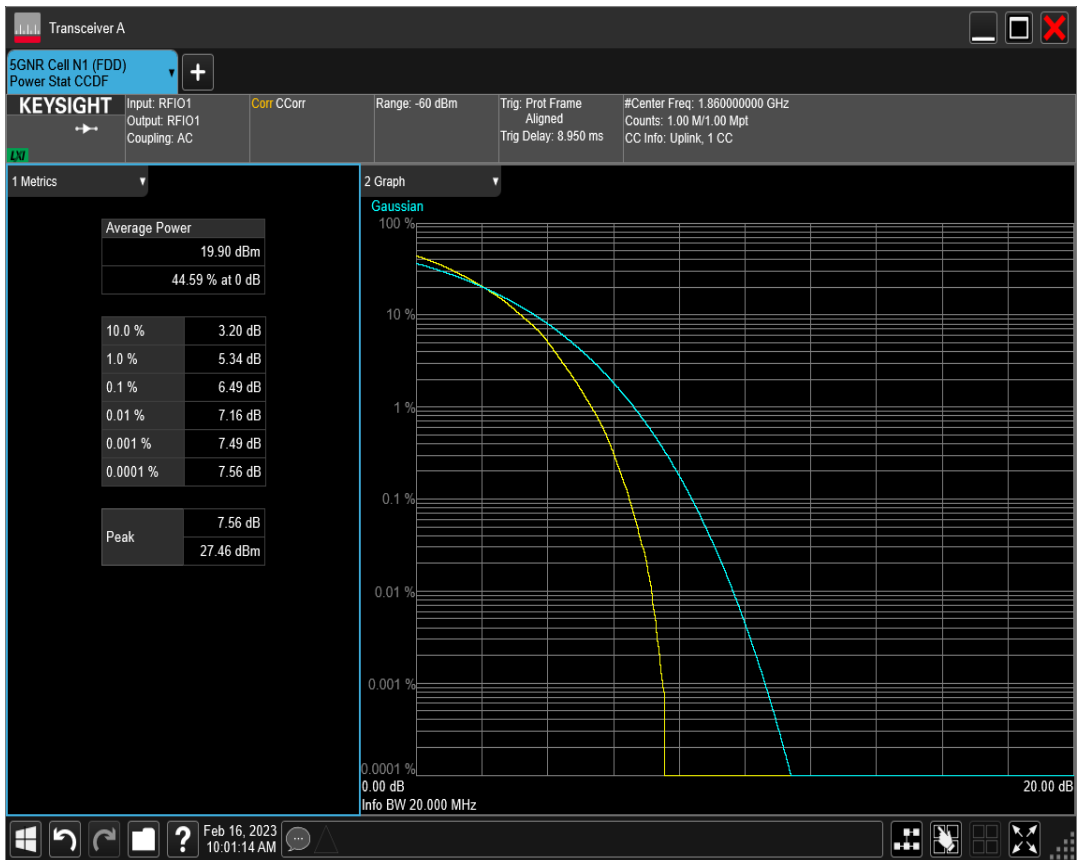 Transceiver A
5GNR Cell N1 (FDD)
Power Stat CCDF
+
KEYSIGHT
LXI
Input: RFIO1
Output: RFIO1
Coupling: AC
Corr CCorr
Range: -60 dBm
Trig: Prot Frame
Aligned
Trig Delay: 8.950 ms
#Center Freq: 1.860000000 GHz
Counts: 1.00 M/1.00 Mpt
CC Info: Uplink, 1 CC
1 Metrics
Average Power
19.90 dBm
44.59 % at 0 dB
10.0 % 3.20 dB
1.0 % 5.34 dB
0.1 % 6.49 dB
0.01 % 7.16 dB
0.001 % 7.49 dB
0.0001 % 7.56 dB
Peak
7.56 dB
27.46 dBm
2 Graph
Gaussian
100 %
10 %
1 %
0.1 %
0.01 %
0.001 %
0.0001 %
0.00 dB 20.00 dB
Info BW 20.000 MHz
?
Feb 16, 2023
10:01:14 AM